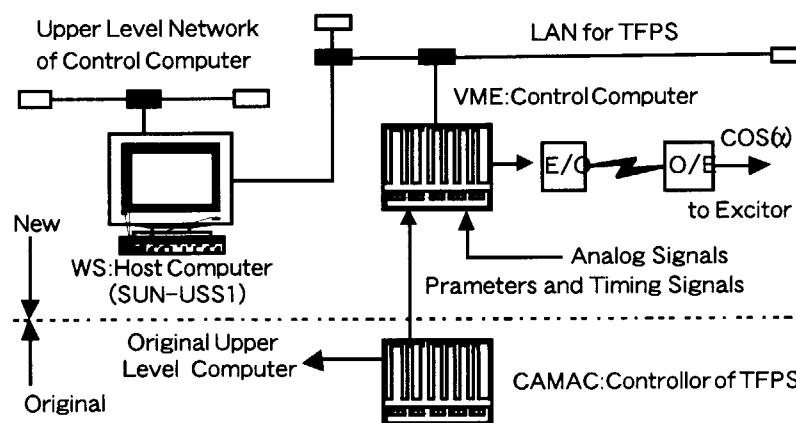 Upper Level Network
of Control Computer
LAN for TFPS
VME:Control Computer
E/O
O/E
COS(α)
to Excitor
New
WS:Host Computer
(SUN-USS1)
Analog Signals
Prameters and Timing Signals
Original Upper
Level Computer
CAMAC:Controllor of TFPS
Original